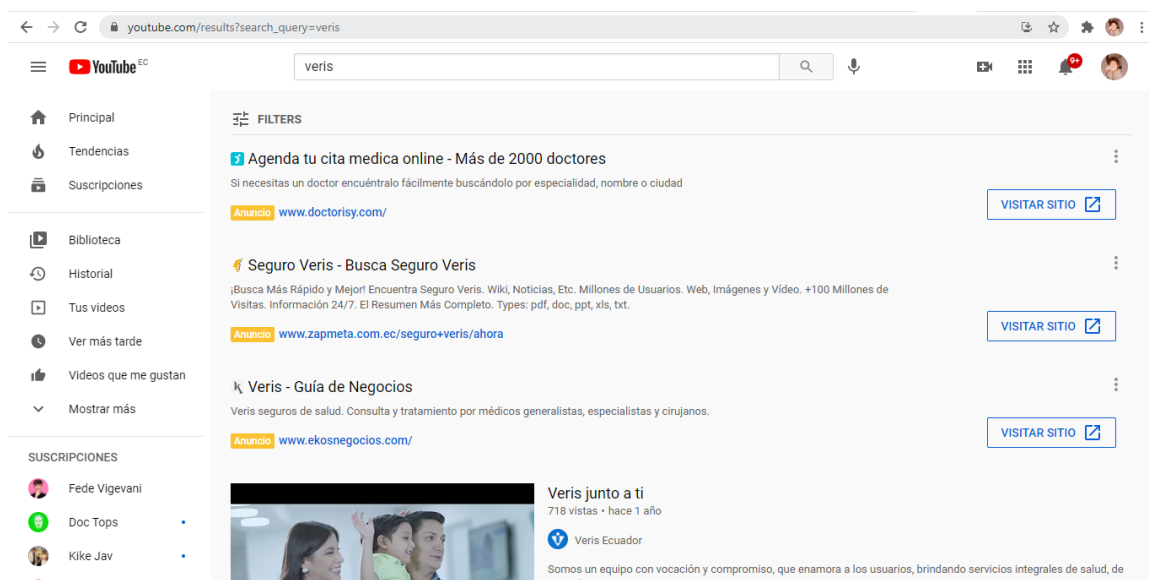 youtube.com/results?search_query=veris
YouTube EC
veris
9+
Principal
Tendencias
Suscripciones
Biblioteca
Historial
Tus videos
Ver más tarde
Videos que me gustan
Mostrar más
SUSCRIPCIONES
Fede Vigevani
Doc Tops
Kike Jav
FILTERS
Agenda tu cita medica online - Más de 2000 doctores
Si necesitas un doctor encuéntralo fácilmente buscándolo por especialidad, nombre o ciudad
Anuncio www.doctorisy.com/
VISITAR SITIO
Seguro Veris - Busca Seguro Veris
¡Busca Más Rápido y Mejor! Encuentra Seguro Veris. Wiki, Noticias, Etc. Millones de Usuarios. Web, Imágenes y Vídeo. +100 Millones de
Visitas. Información 24/7. El Resumen Más Completo. Types: pdf, doc, ppt, xls, txt.
Anuncio www.zapmeta.com.ec/seguro+veris/ahora
VISITAR SITIO
Veris - Guía de Negocios
Veris seguros de salud. Consulta y tratamiento por médicos generalistas, especialistas y cirujanos.
Anuncio www.ekosnegocios.com/
VISITAR SITIO
Veris junto a ti
718 vistas • hace 1 año
Veris Ecuador
Somos un equipo con vocación y compromiso, que enamora a los usuarios, brindando servicios integrales de salud, de